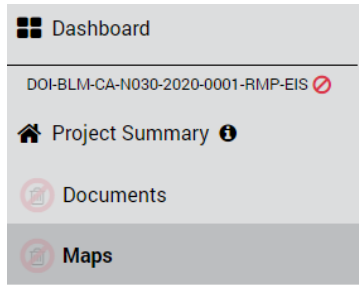 Dashboard
DOI-BLM-CA-N030-2020-0001-RMP-EIS
Project Summary
Documents
Maps